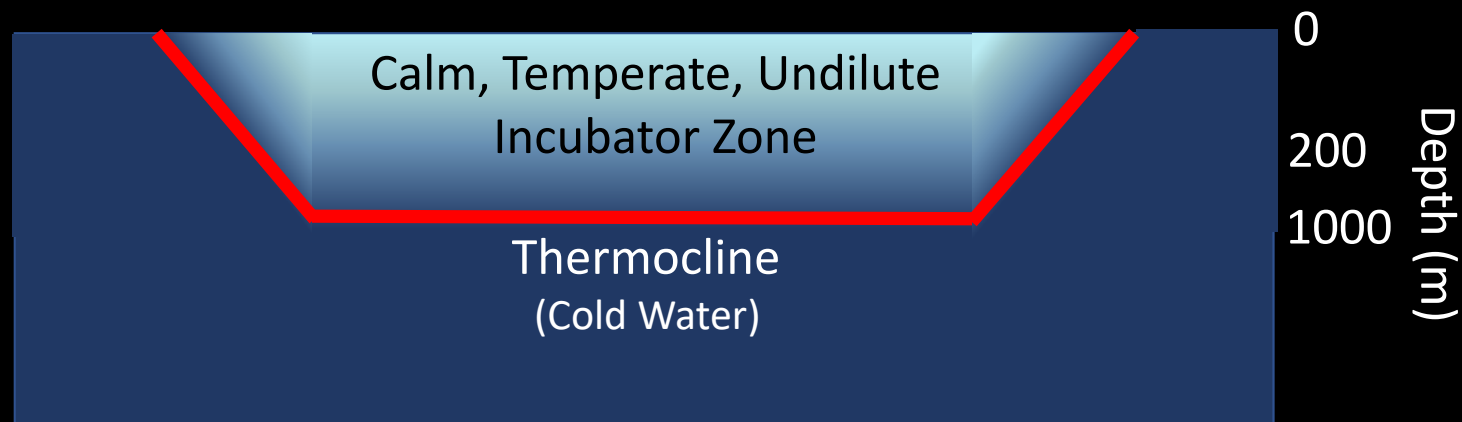 Calm, Temperate, Undilute
Incubator Zone
Thermocline
(Cold Water)
0
200
1000
Depth (m)